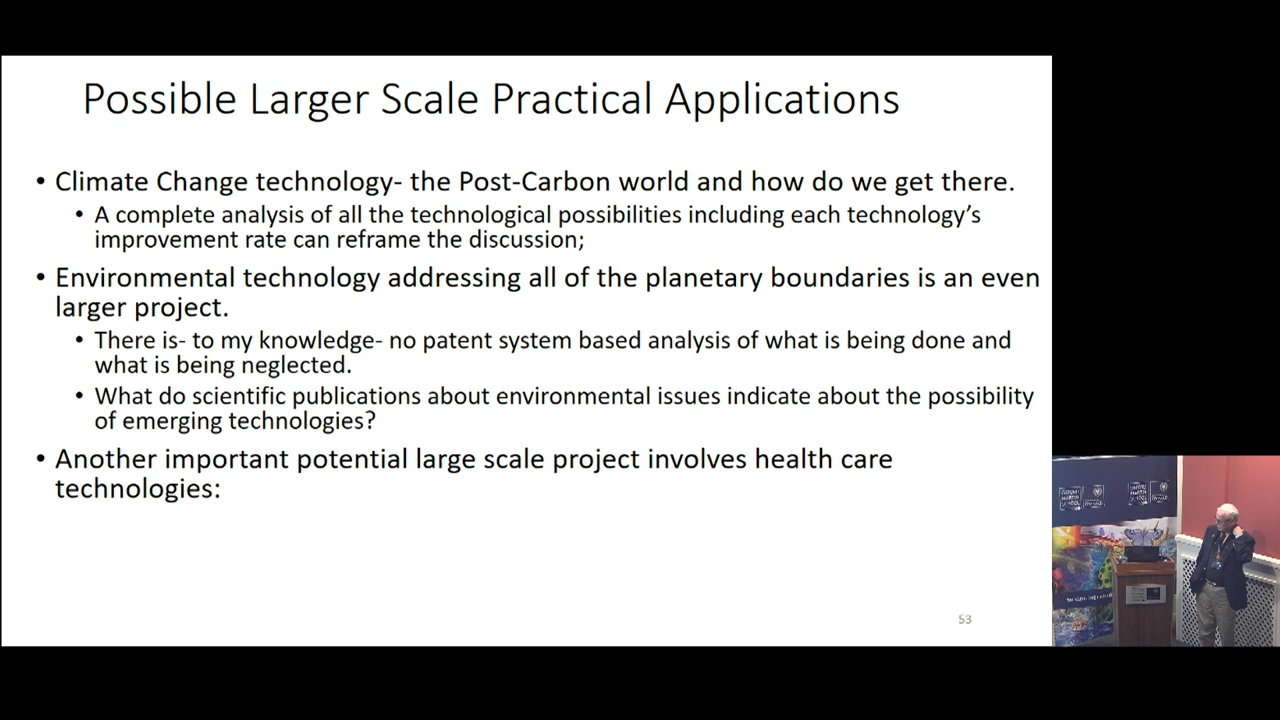 Possible Larger Scale Practical Applications
• Climate Change technology- the Post-Carbon world and how do we get there.
• A complete analysis of all the technological possibilities including each technology’s
improvement rate can reframe the discussion;
• Environmental technology addressing all of the planetary boundaries is an even
larger project.
• There is- to my knowledge- no patent system based analysis of what is being done and
what is being neglected.
• What do scientific publications about environmental issues indicate about the possibility
of emerging technologies?
• Another important potential large scale project involves health care
technologies:
53